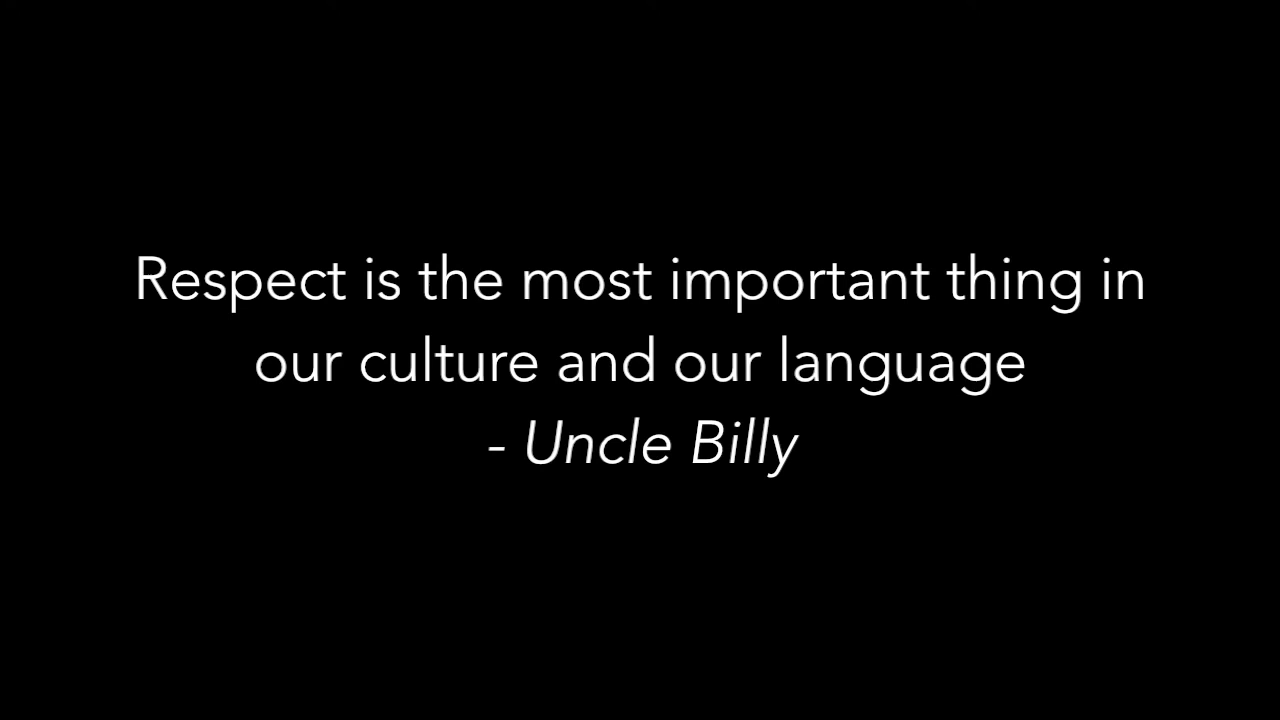 Respect is the most important thing in
our culture and our language
- Uncle Billy